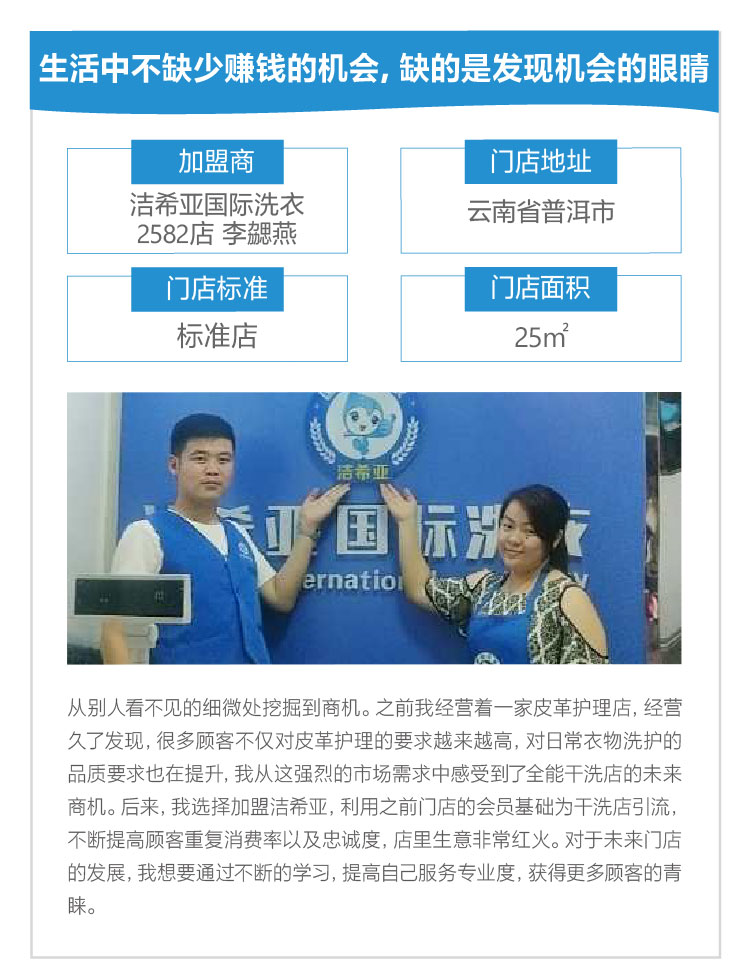 生活中不缺少赚钱的机会, 缺的是发现机会的眼睛
加盟商
洁希亚国际洗衣
2582店 李勰燕
门店地址
云南省普洱市
门店标准
标准店
门店面积
25㎡
洁希亚
希亚国际洗衣
ternation
从别人看不见的细微处挖掘到商机。之前我经营着一家皮革护理店, 经营
久了发现, 很多顾客不仅对皮革护理的要求越来越高, 对日常衣物洗护的
品质要求也在提升, 我从这强烈的市场需求中感受到了全能干洗店的未来
商机。后来, 我选择加盟洁希亚, 利用之前门店的会员基础为干洗店引流,
不断提高顾客重复消费率以及忠诚度, 店里生意非常红火。对于未来门店
的发展, 我想要通过不断的学习, 提高自己服务专业度, 获得更多顾客的青
睐。